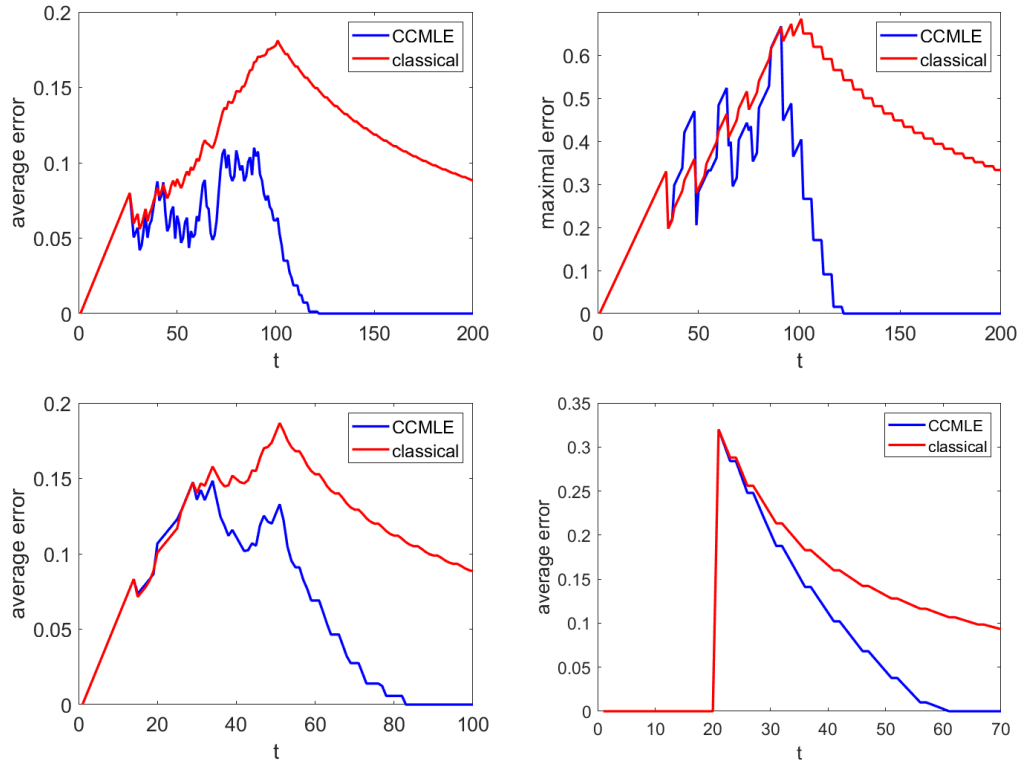 0.2
0.15
0.1
0.05
0
average error
0 50 100 150 200
t
CCMLE
classical
0.6
0.5
0.4
0.3
0.2
0.1
0
maximal error
0 50 100 150 200
t
CCMLE
classical
0.2
0.15
0.1
0.05
0
average error
0 20 40 60 80 100
t
CCMLE
classical
0.35
0.3
0.25
0.2
0.15
0.1
0.05
0
average error
0 10 20 30 40 50 60 70
t
CCMLE
classical